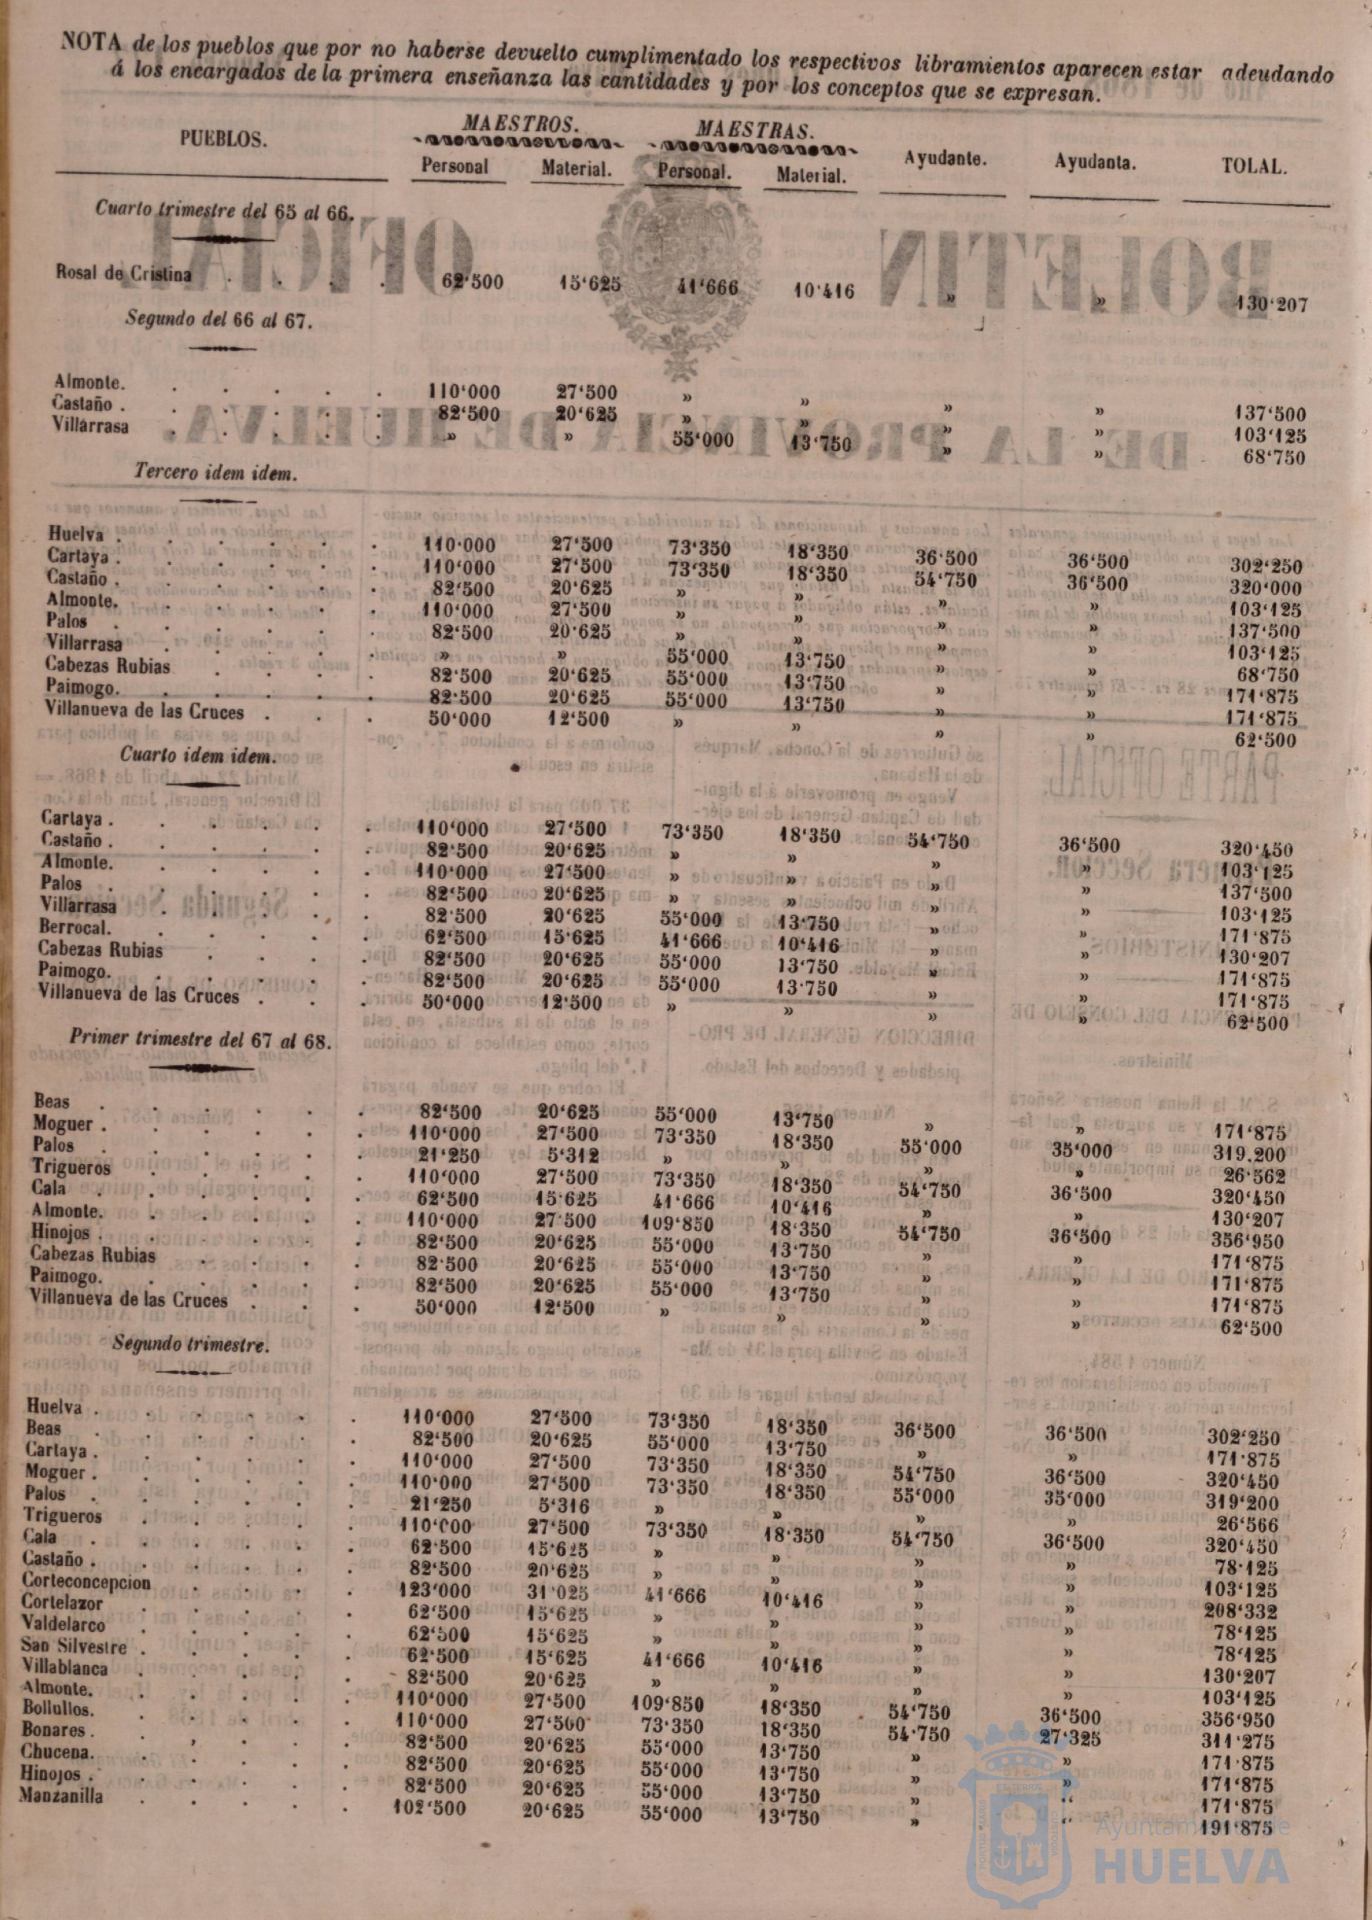 NOTA de los pueblos que por no haberse devuelto cumplimentado los respectivos libramientos aparecen estar adeudando
á los encargados de la primera enseñanza las cantidades y por los conceptos que se expresan.
PUEBLOS. MAESTROS. MAESTRAS. Ayudante. Ayudanta. TOLAL.
Personal Material. Personal. Material.
Cuarto trimestre del 65 al 66.
Rosal de Cristina . . . . 62‘500 15‘625 41‘666 10‘416 » » 130‘207
Segundo del 66 al 67.
Almonte. . . . . . 110‘000 27‘500 » » » » 137‘500
Castaño . . . . . . 82‘500 20‘625 » » » » 103‘125
Villarrasa . . . . . » » 55‘000 13‘750 » » 68‘750
Tercero idem idem.
Huelva . . . . . . 110‘000 27‘500 73‘350 18‘350 36‘500 36‘500 302‘250
Cartaya . . . . . . 110‘000 27‘500 73‘350 18‘350 54‘750 36‘500 320‘000
Castaño . . . . . . 82‘500 20‘625 » » » » 103‘125
Almonte. . . . . . 110‘000 27‘500 » » » » 137‘500
Palos . . . . . . 82‘500 20‘625 » » » » 103‘125
Villarrasa . . . . . » » 55‘000 13‘750 » » 68‘750
Cabezas Rubias . . . . 82‘500 20‘625 55‘000 13‘750 » » 171‘875
Paimogo. . . . . . 82‘500 20‘625 55‘000 13‘750 » » 171‘875
Villanueva de las Cruces . . . 50‘000 12‘500 » » » » 62‘500
Cuarto idem idem.
Cartaya . . . . . . 110‘000 27‘500 73‘350 18‘350 54‘750 36‘500 320‘450
Castaño . . . . . . 82‘500 20‘625 » » » » 103‘125
Almonte. . . . . . 110‘000 27‘500 » » » » 137‘500
Palos . . . . . . 82‘500 20‘625 » » » » 103‘125
Villarrasa . . . . . 82‘500 20‘625 55‘000 13‘750 » » 171‘875
Berrocal. . . . . . 62‘500 15‘625 41‘666 10‘416 » » 130‘207
Cabezas Rubias . . . . 82‘500 20‘625 55‘000 13‘750 » » 171‘875
Paimogo. . . . . . 82‘500 20‘625 55‘000 13‘750 » » 171‘875
Villanueva de las Cruces . . . 50‘000 12‘500 » » » » 62‘500
Primer trimestre del 67 al 68.
Beas . . . . . . 82‘500 20‘625 55‘000 13‘750 » » 171‘875
Moguer . . . . . . 110‘000 27‘500 73‘350 18‘350 55‘000 35‘000 319.200
Palos . . . . . . 21‘250 5‘312 » » » » 26‘562
Trigueros . . . . . 110‘000 27‘500 73‘350 18‘350 54‘750 36‘500 320‘450
Cala . . . . . . 62‘500 15‘625 41‘666 10‘416 » » 130‘207
Almonte. . . . . . 110‘000 27‘500 109‘850 18‘350 54‘750 36‘500 356‘950
Hinojos . . . . . . 82‘500 20‘625 55‘000 13‘750 » » 171‘875
Cabezas Rubias . . . . 82‘500 20‘625 55‘000 13‘750 » » 171‘875
Paimogo. . . . . . 82‘500 20‘625 55‘000 13‘750 » » 171‘875
Villanueva de las Cruces . . . 50‘000 12‘500 » » » » 62‘500
Segundo trimestre.
Huelva . . . . . . 110‘000 27‘500 73‘350 18‘350 36‘500 36‘500 302‘250
Beas . . . . . . 82‘500 20‘625 55‘000 13‘750 » » 171‘875
Cartaya . . . . . . 110‘000 27‘500 73‘350 18‘350 54‘750 36‘500 320‘450
Moguer . . . . . . 110‘000 27‘500 73‘350 18‘350 55‘000 35‘000 319‘200
Palos . . . . . . 21‘250 5‘316 » » » » 26‘566
Trigueros . . . . . 110‘000 27‘500 73‘350 18‘350 54‘750 36‘500 320‘450
Cala . . . . . . 62‘500 15‘625 » » » » 78‘125
Castaño . . . . . . 82‘500 20‘625 » » » » 103‘125
Corteconcepcion . . . . 123‘000 31‘025 41‘666 10‘416 » » 208‘332
Cortelazor . . . . . 62‘500 15‘625 » » » » 78‘125
Valdelarco . . . . . 62‘500 15‘625 » » » » 78‘125
San Silvestre . . . . . 62‘500 15‘625 41‘666 10‘416 » » 130‘207
Villablanca . . . . . 82‘500 20‘625 » » » » 103‘125
Almonte. . . . . . 110‘000 27‘500 109‘850 18‘350 54‘750 36‘500 356‘950
Bollullos. . . . . . 110‘000 27‘500 73‘350 18‘350 54‘750 27‘325 311‘275
Bonares . . . . . . 82‘500 20‘625 55‘000 13‘750 » » 171‘875
Chucena. . . . . . 82‘500 20‘625 55‘000 13‘750 » » 171‘875
Hinojos . . . . . . 82‘500 20‘625 55‘000 13‘750 » “ 171‘875
Manzanilla . . . . . 102‘500 20‘625 55‘000 13‘750 » “ 191‘875
Ayuntamiento de
HUELVA